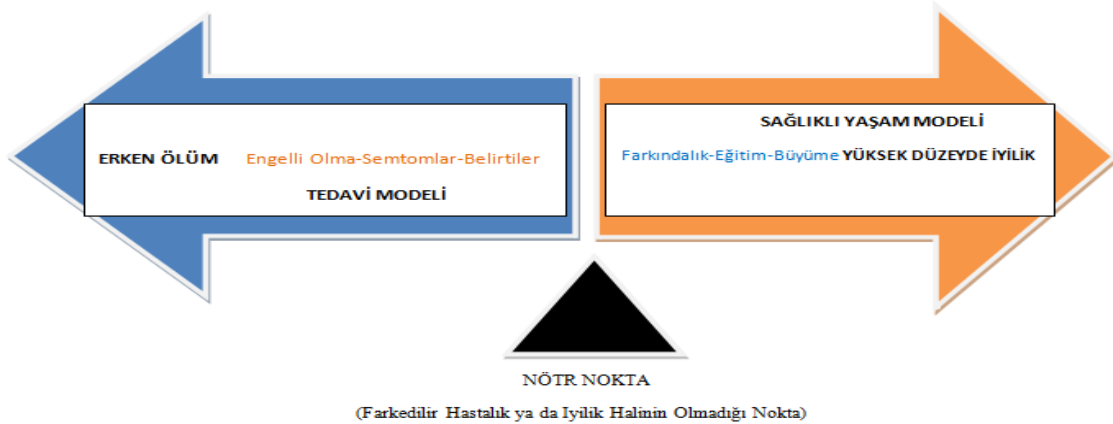 ERKEN ÖLÜM Engelli Olma-Semtomlar-Belirtiler
TEDAVİ MODELİ
SAĞLIKLI YAŞAM MODELİ
Farkındalık-Eğitim-Büyüme YÜKSEK DÜZEYDE İYİLİK
NÖTR NOKTA
(Farkedilir Hastalık ya da Iyilik Halinin Olmadığı Nokta)